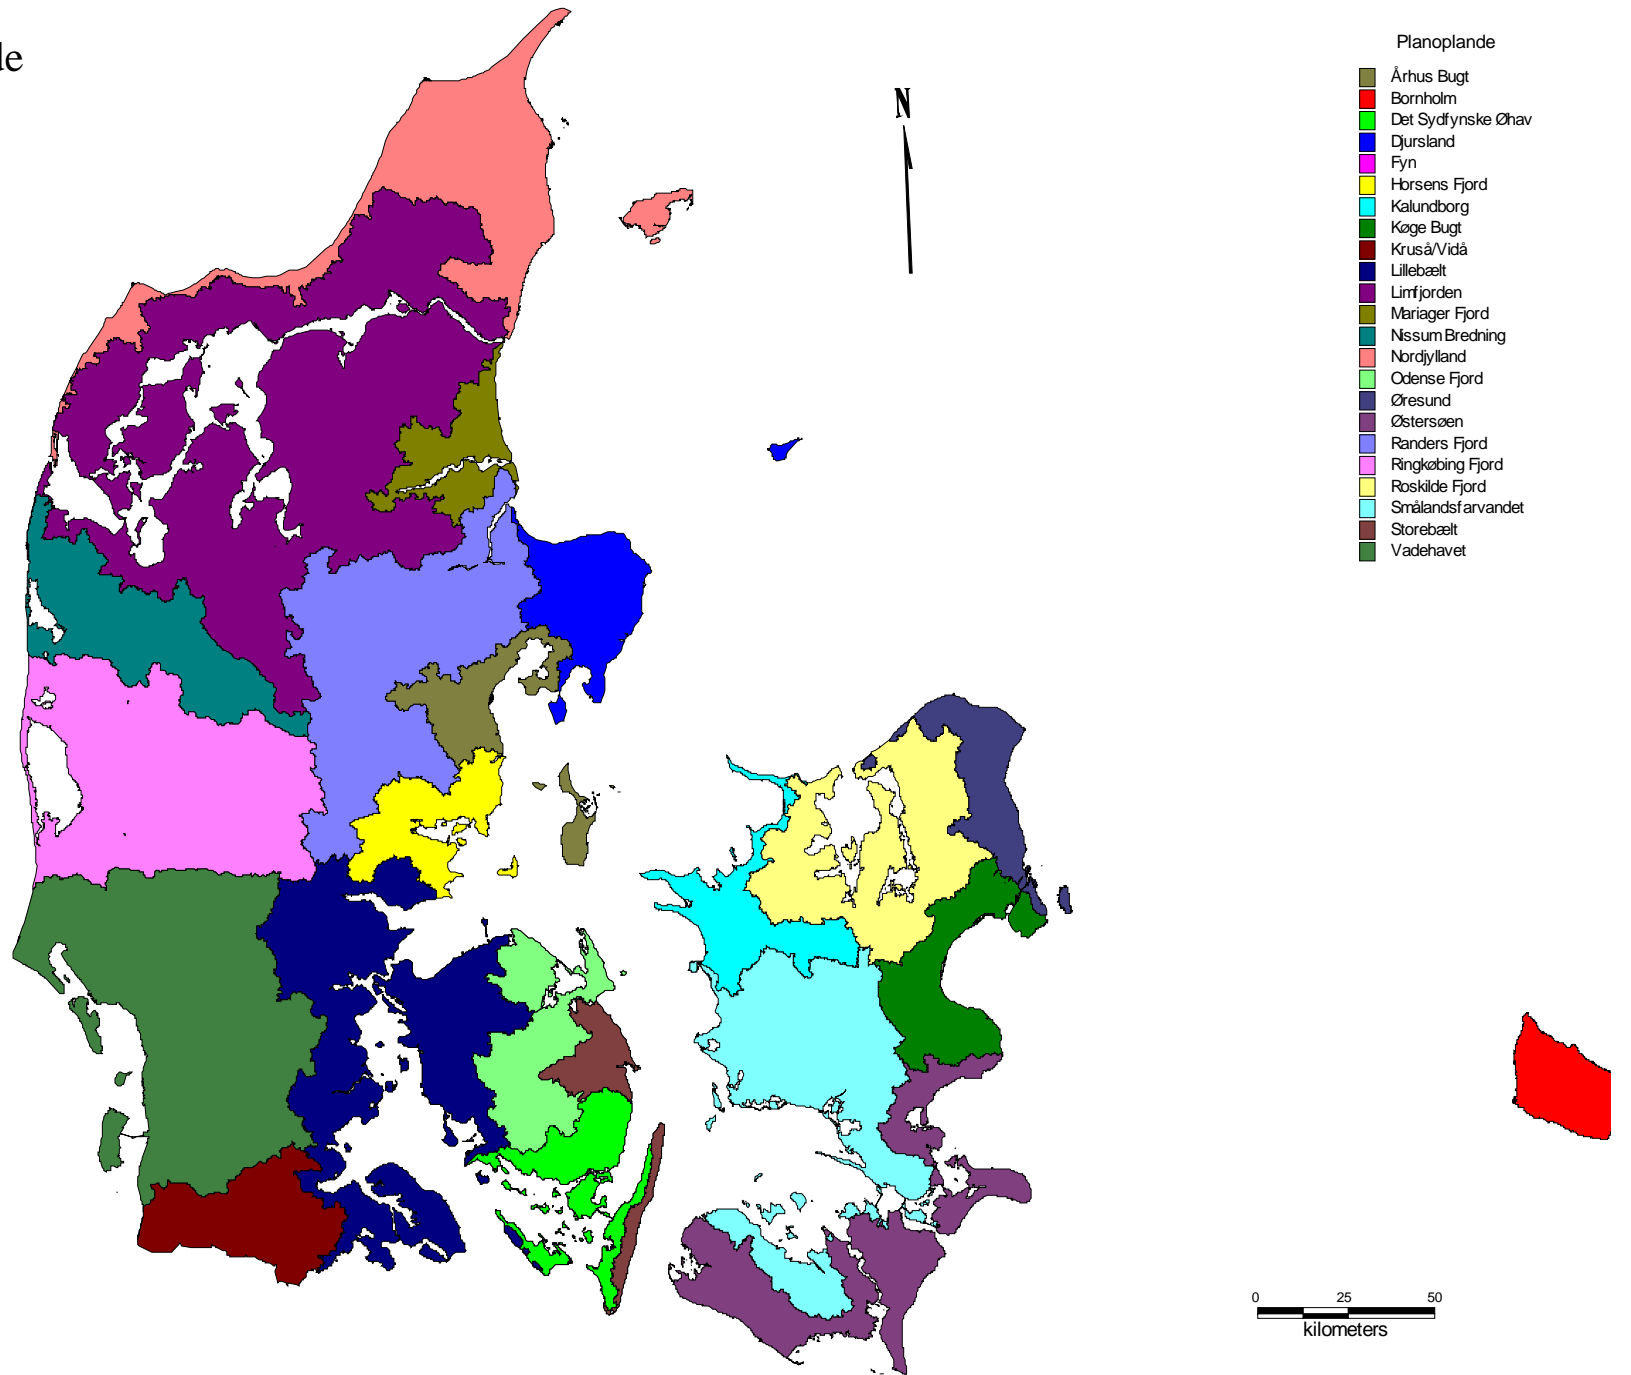 de
N
Planoplande
Århus Bugt
Bornholm
Det Sydfynske Øhav
Djursland
Fyn
Horsens Fjord
Kalundborg
Køge Bugt
Kruså/Vidå
Lillebælt
Limfjorden
Mariager Fjord
Nissum Bredning
Nordjylland
Odense Fjord
Øresund
Østersøen
Randers Fjord
Ringkøbing Fjord
Roskilde Fjord
Smålandsfarvandet
Storebælt
Vadehavet
0 25 50
kilometers